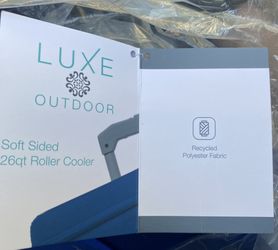 LUXE
OUTDOOR
Soft Sided
26qt Roller Cooler
Recycled
Polyester Fabric